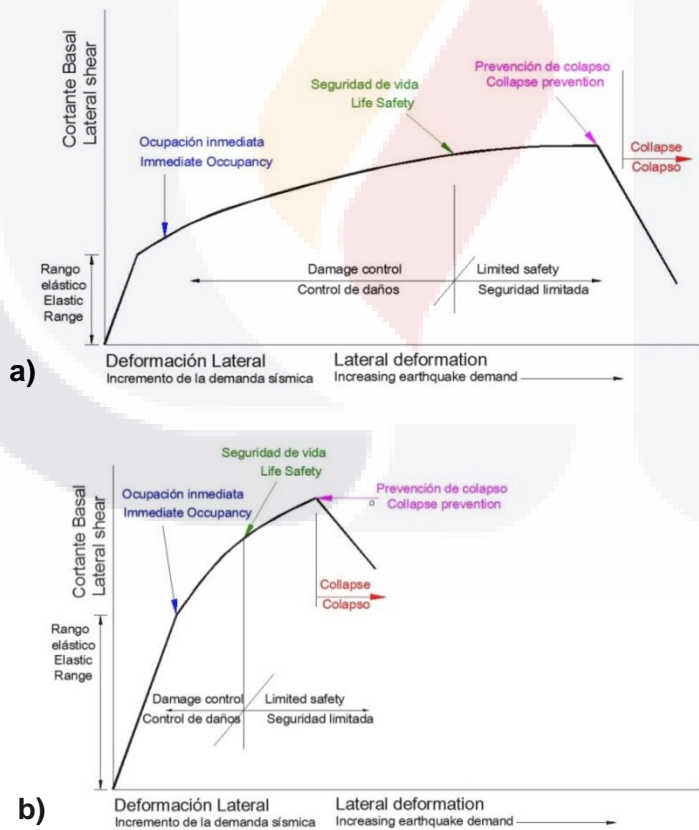 Cortante Basal
Lateral shear
Ocupación inmediata
Immediate Occupancy
Seguridad de vida
Life Safety
Prevención de colapso
Collapse prevention
Collapse
Colapso
Rango
elástico
Elastic
Range
Damage control
Control de daños
Limited safety
Seguridad limitada
a)
Deformación Lateral
Incremento de la demanda sísmica
Lateral deformation
Increasing earthquake demand
Cortante Basal
Lateral shear
Seguridad de vida
Life Safety
Ocupación inmediata
Immediate Occupancy
Prevención de colapso
Collapse prevention
Collapse
Colapso
Rango
elástico
Elastic
Range
Damage control
Control de daños
Limited safety
Seguridad limitada
b)
Deformación Lateral
Incremento de la demanda sísmica
Lateral deformation
Increasing earthquake demand